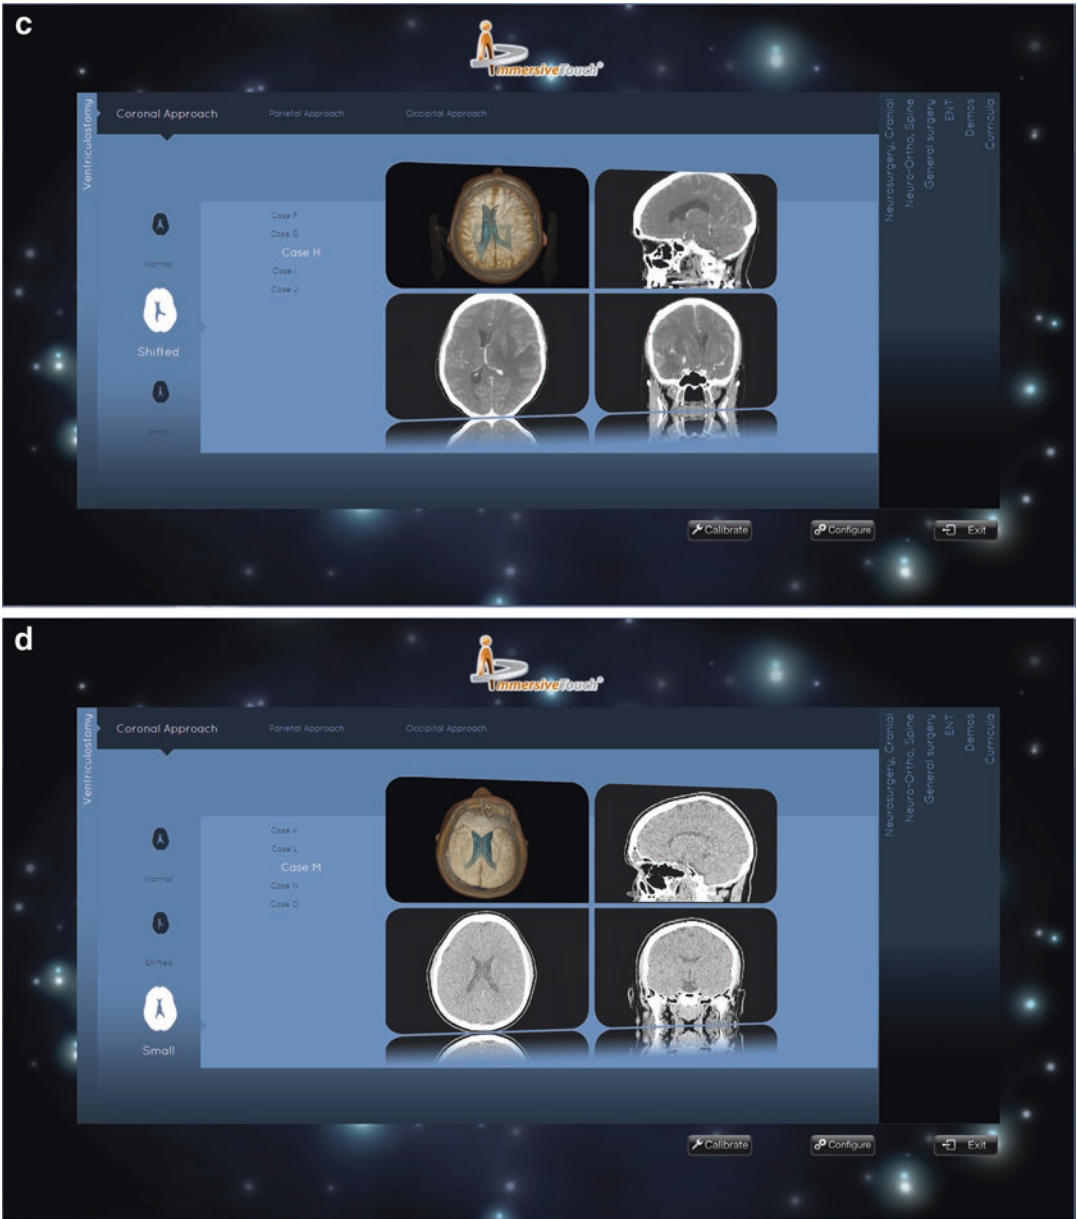 c
ImmersiveTouch®
Ventriculostomy
Coronal Approach
Parietal Approach
Occipital Approach
Neurosurgery, Cranial
Neuro-Ortho, Spine
General surgery
ENT
Demos
Curricula
Case F
Case G
Case H
Case I
Case J
Normal
Shifted
Small
Calibrate
Configure
Exit
d
ImmersiveTouch®
Ventriculostomy
Coronal Approach
Parietal Approach
Occipital Approach
Neurosurgery, Cranial
Neuro-Ortho, Spine
General surgery
ENT
Demos
Curricula
Case K
Case L
Case M
Case N
Case O
Normal
Shifted
Small
Calibrate
Configure
Exit